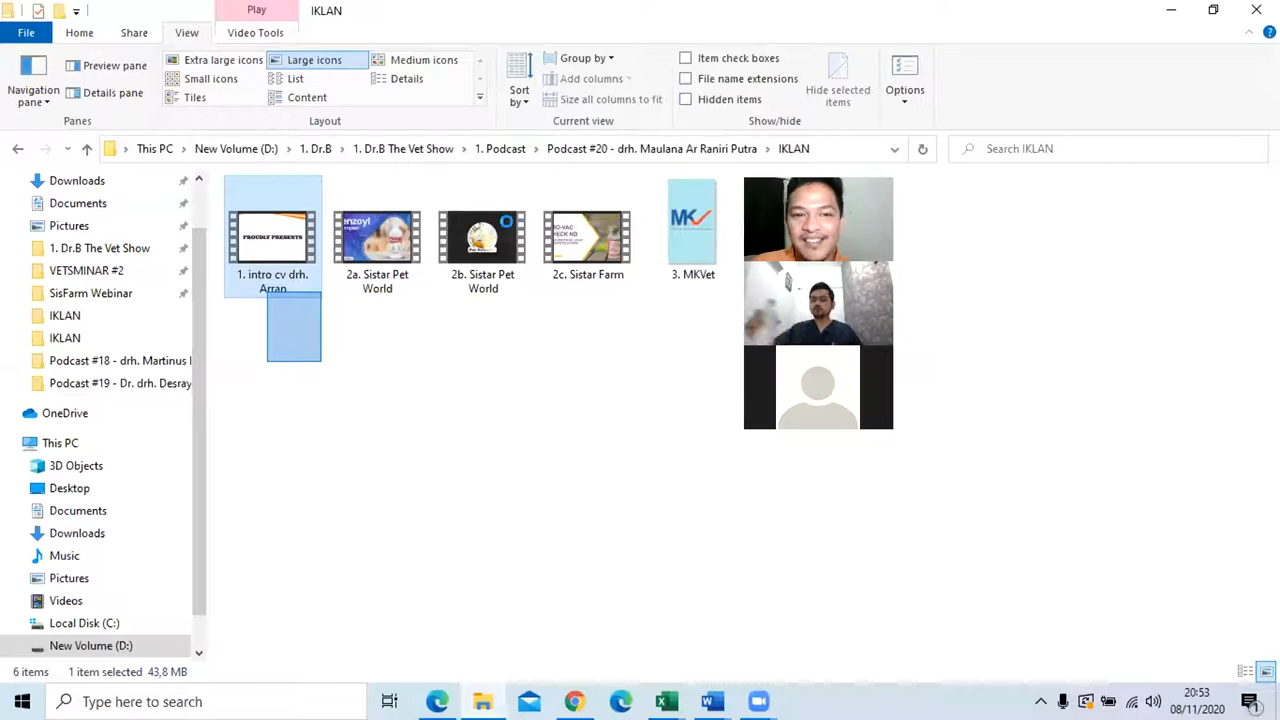 Play
IKLAN
File
Home
Share
View
Video Tools
Navigation pane
Preview pane
Details pane
Panes
Extra large icons
Large icons
Medium icons
Small icons
List
Details
Tiles
Content
Layout
Sort by
Group by
Add columns
Size all columns to fit
Current view
Item check boxes
File name extensions
Hidden items
Hide selected items
Show/hide
Options
This PC
New Volume (D:)
1. Dr.B
1. Dr.B The Vet Show
1. Podcast
Podcast #20 - drh. Maulana Ar Raniri Putra
IKLAN
Search IKLAN
Downloads
Documents
Pictures
1. Dr.B The Vet Show
VETSMINAR #2
SisFarm Webinar
IKLAN
IKLAN
Podcast #18 - drh. Martinus
Podcast #19 - Dr. drh. Desray
OneDrive
This PC
3D Objects
Desktop
Documents
Downloads
Music
Pictures
Videos
Local Disk (C:)
New Volume (D:)
PROUDLY PRESENTS
1. intro cv drh.
Arran
enzoyl
2a. Sistar Pet
World
2b. Sistar Pet
World
O-VAC
CHECK ND
2c. Sistar Farm
MK
3. MKVet
6 items
1 item selected 43,8 MB
Type here to search
20:53
08/11/2020
1